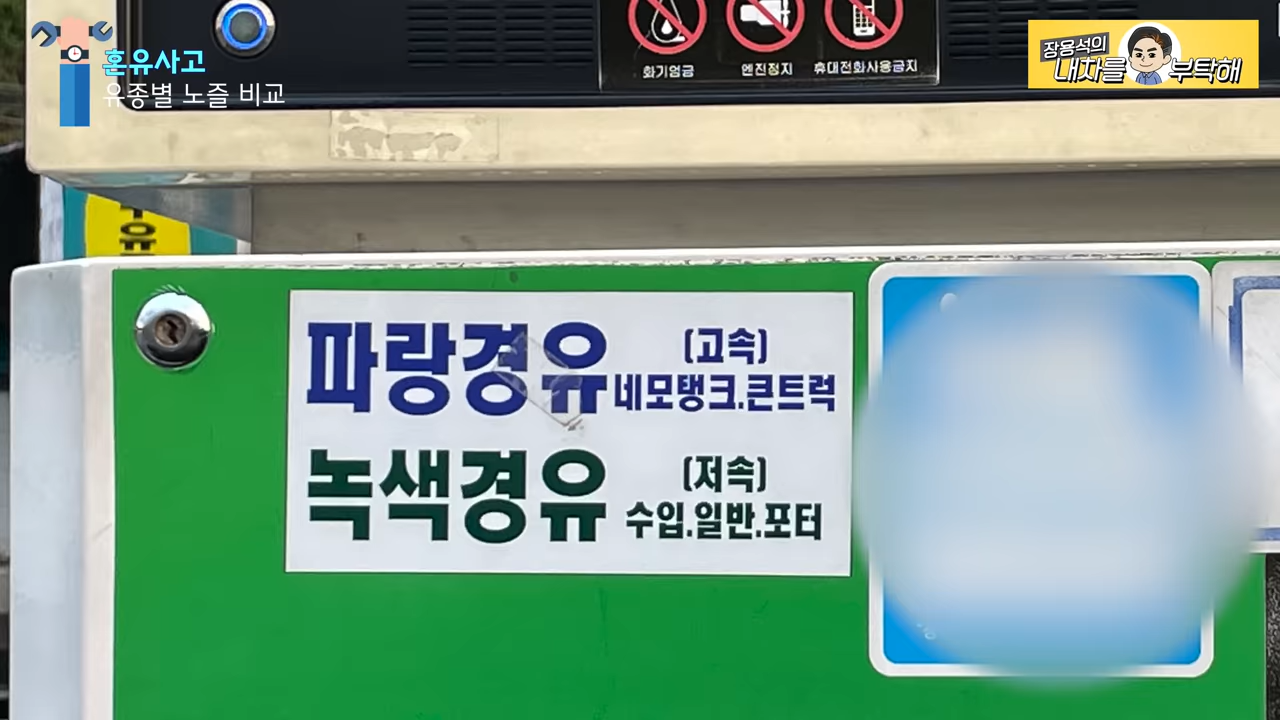 혼유사고
유종별 노즐 비교
장용석의
내차를 부탁해
화기엄금
엔진정지
휴대전화사용금지
파랑경유 (고속)
네모탱크.큰트럭
녹색경유 (저속)
수입.일반.포터